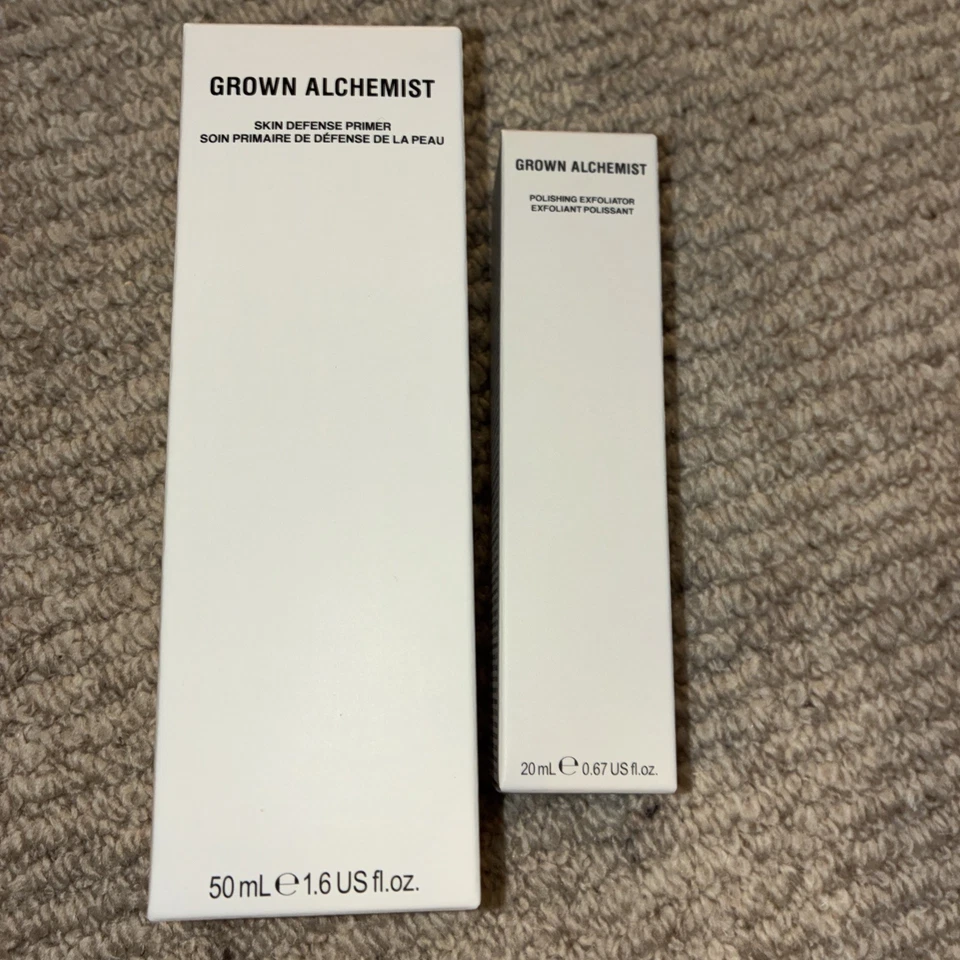 GROWN ALCHEMIST
SKIN DEFENSE PRIMER
SOIN PRIMAIRE DE DÉFENSE DE LA PEAU
50 mL ℮ 1.6 US fl.oz.
GROWN ALCHEMIST
POLISHING EXFOLIATOR
EXFOLIANT POLISSANT
20 mL ℮ 0.67 US fl.oz.